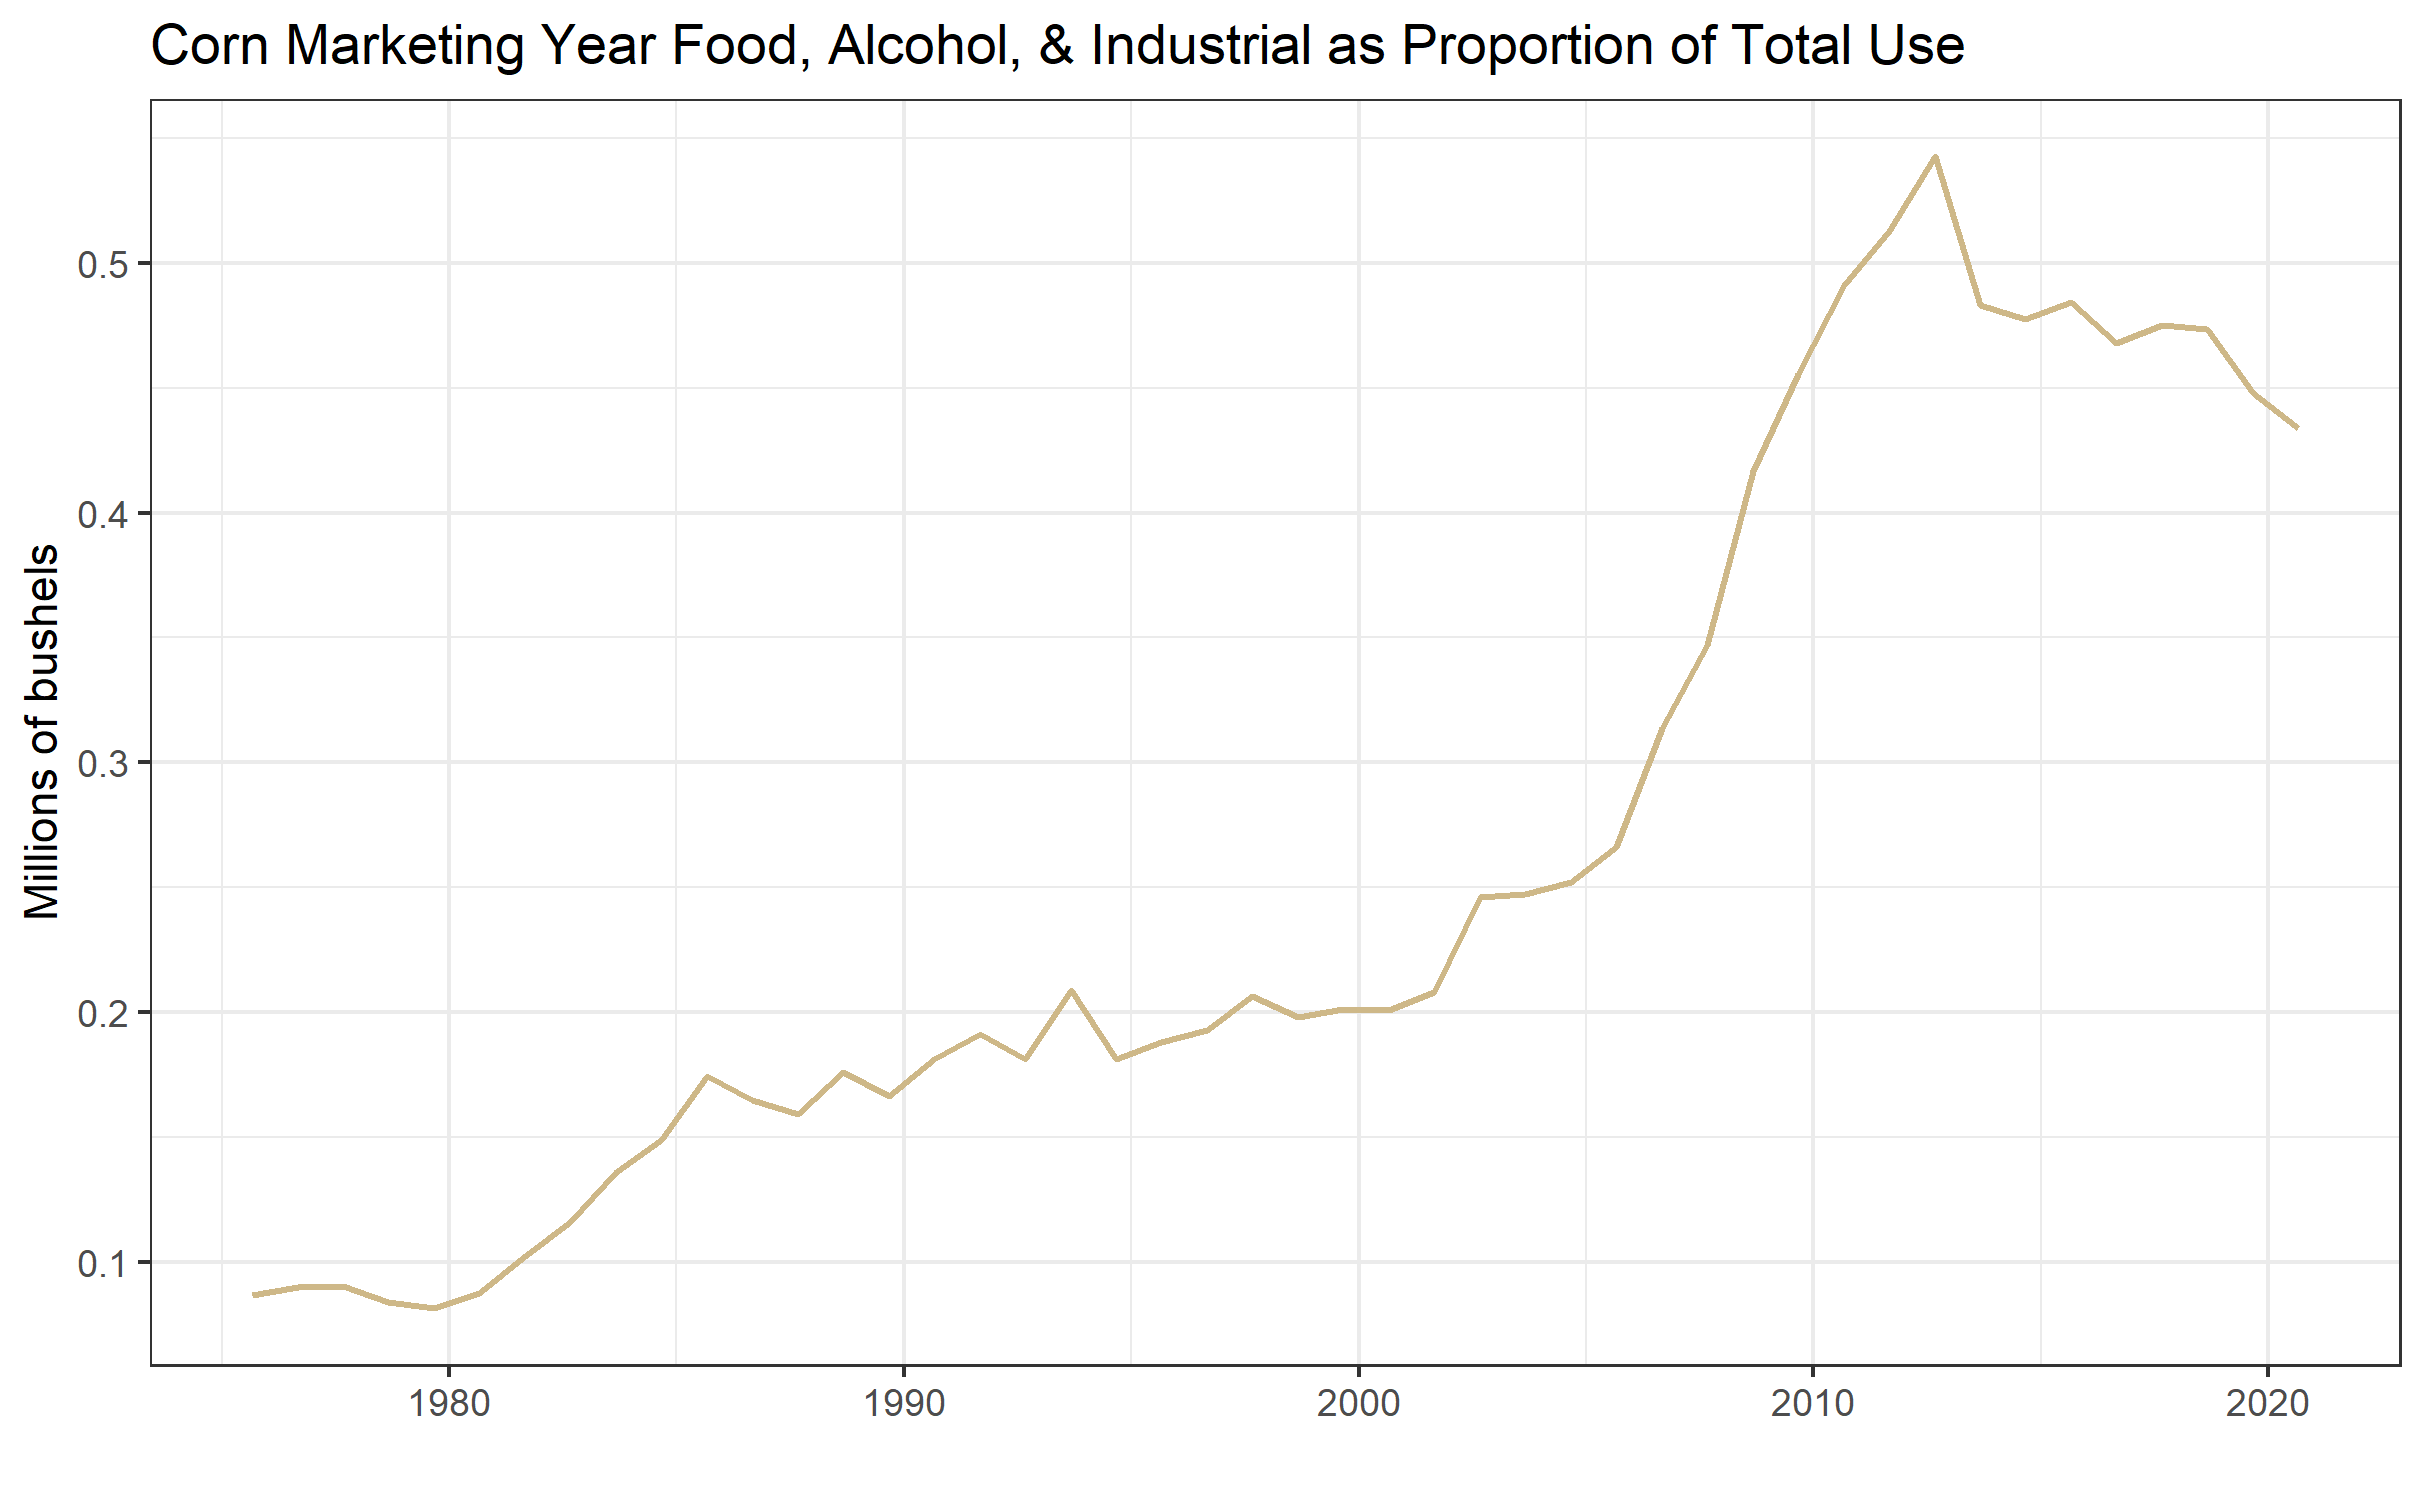 Corn Marketing Year Food, Alcohol, & Industrial as Proportion of Total Use
Millions of bushels
0.5
0.4
0.3
0.2
0.1
1980 1990 2000 2010 2020